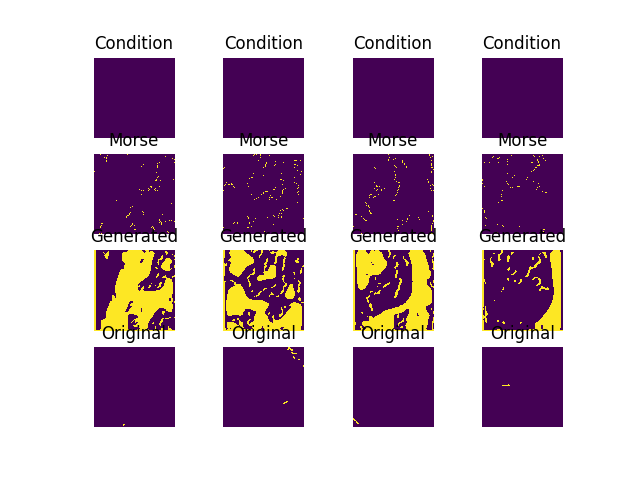 Condition Condition Condition Condition
Morse Morse Morse Morse
Generated Generated Generated Generated
Original Original Original Original